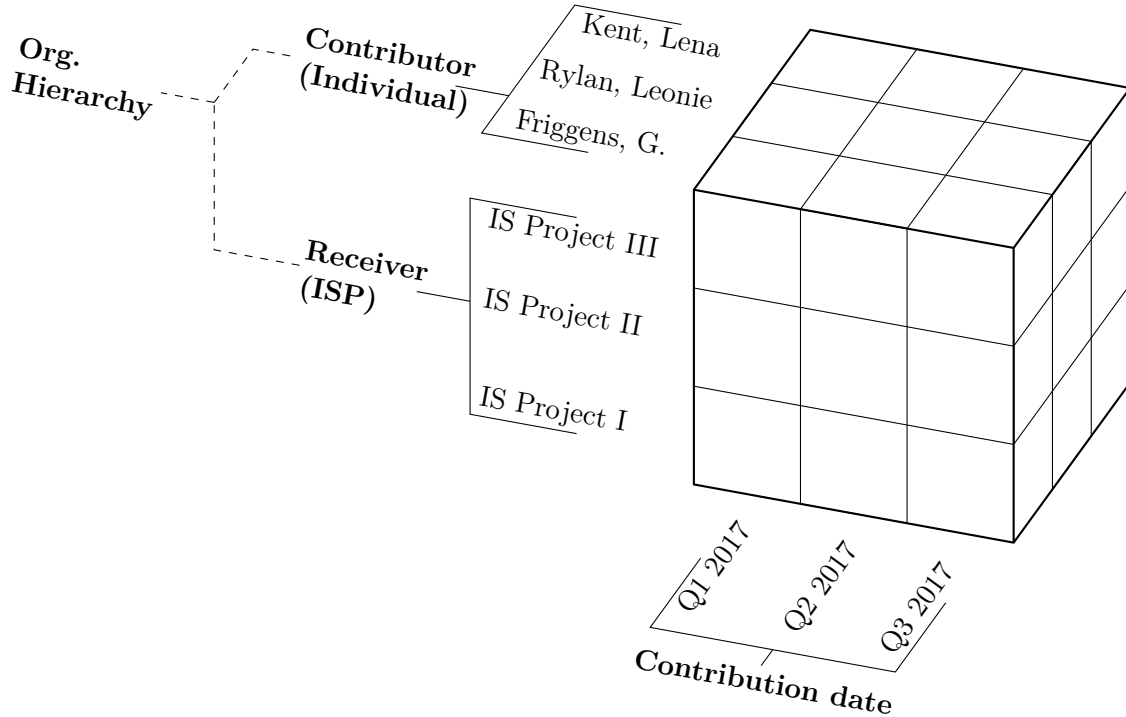 Org.
Hierarchy
Contributor
(Individual)
Kent, Lena
Rylan, Leonie
Friggens, G.
Receiver
(ISP)
IS Project III
IS Project II
IS Project I
Q1 2017
Q2 2017
Q3 2017
Contribution date